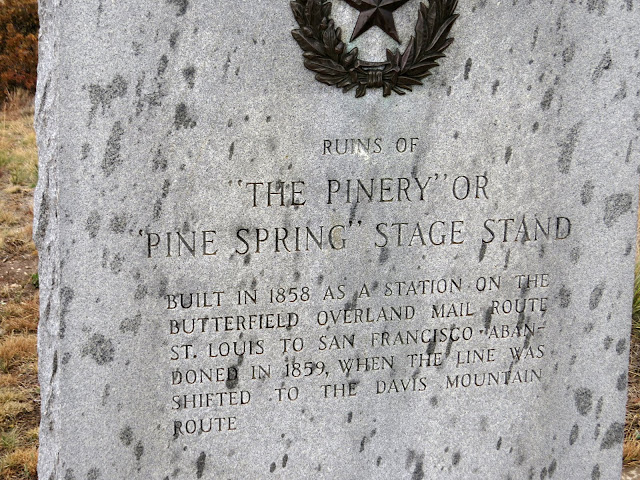 RUINS OF
"THE PINERY" OR
"PINE SPRING" STAGE STAND
BUILT IN 1858 AS A STATION ON THE
BUTTERFIELD OVERLAND MAIL ROUTE
ST. LOUIS TO SAN FRANCISCO · ABAN-
DONED IN 1859, WHEN THE LINE WAS
SHIFTED TO THE DAVIS MOUNTAIN
ROUTE